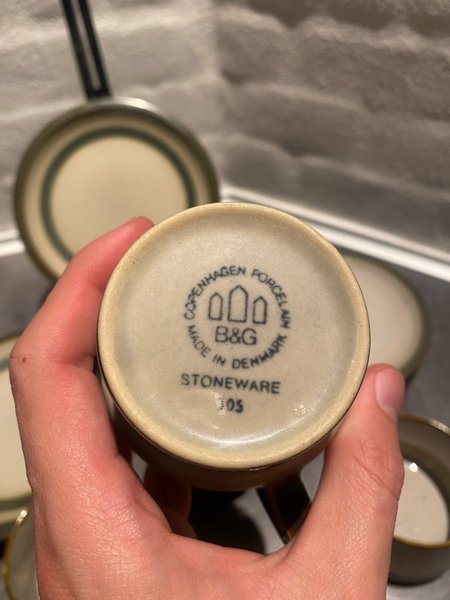 COPENHAGEN PORCELAIN
B&G
MADE IN DENMARK
STONEWARE